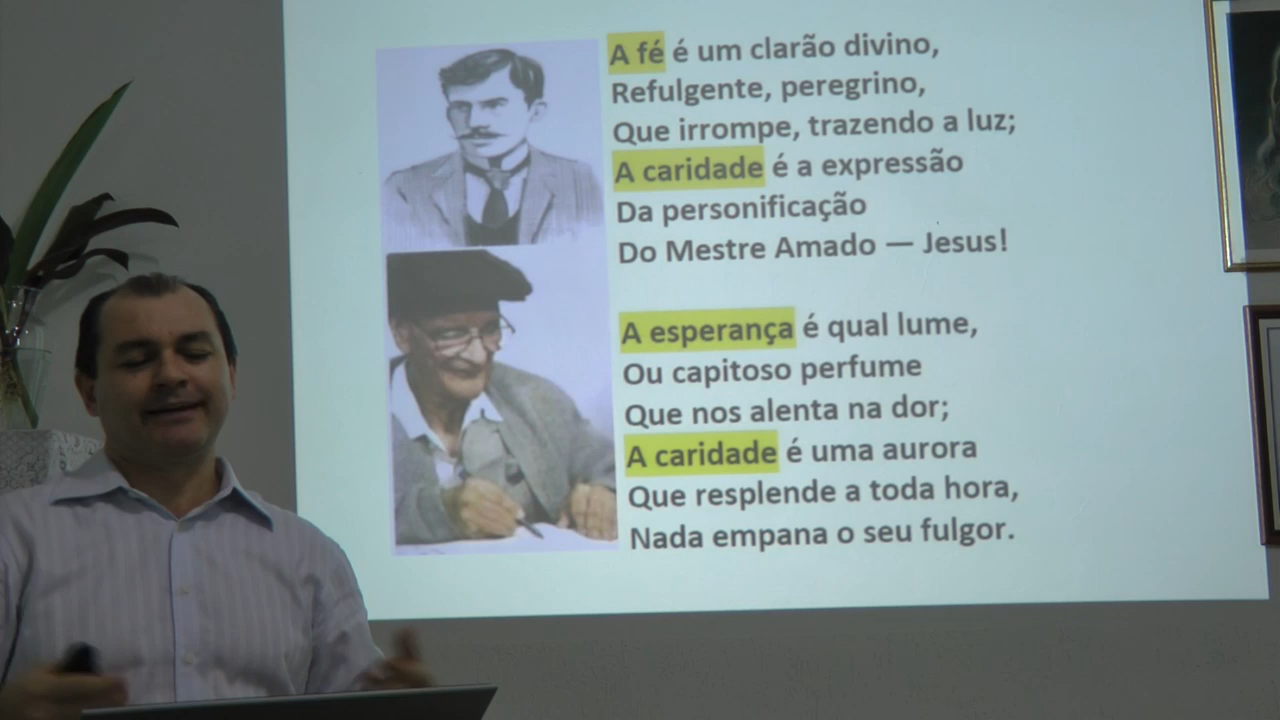 A fé é um clarão divino,
Refulgente, peregrino,
Que irrompe, trazendo a luz;
A caridade é a expressão
Da personificação
Do Mestre Amado — Jesus!
A esperança é qual lume,
Ou capitoso perfume
Que nos alenta na dor;
A caridade é uma aurora
Que resplende a toda hora,
Nada empana o seu fulgor.